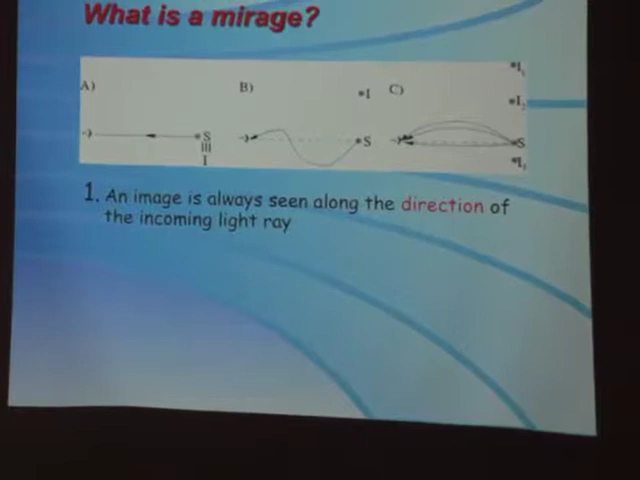 What is a mirage?
A) B) •I C) •I₁
•I₂
•S •S •S
|||
I •I₃
1. An image is always seen along the direction of
the incoming light ray